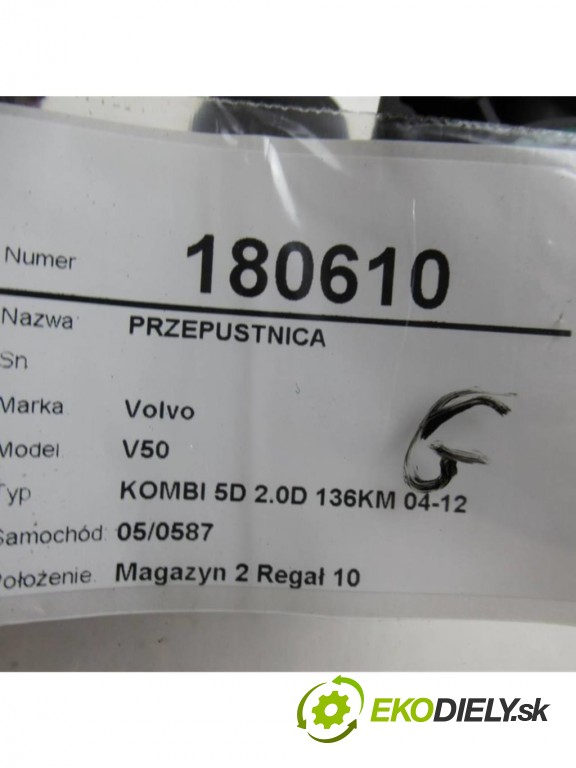 Numer 180610
Nazwa PRZEPUSTNICA
Sn
Marka Volvo
Model V50
Typ KOMBI 5D 2.0D 136KM 04-12
Samochód: 05/0587
Położenie: Magazyn 2 Regał 10
G
EKODIELY.sk